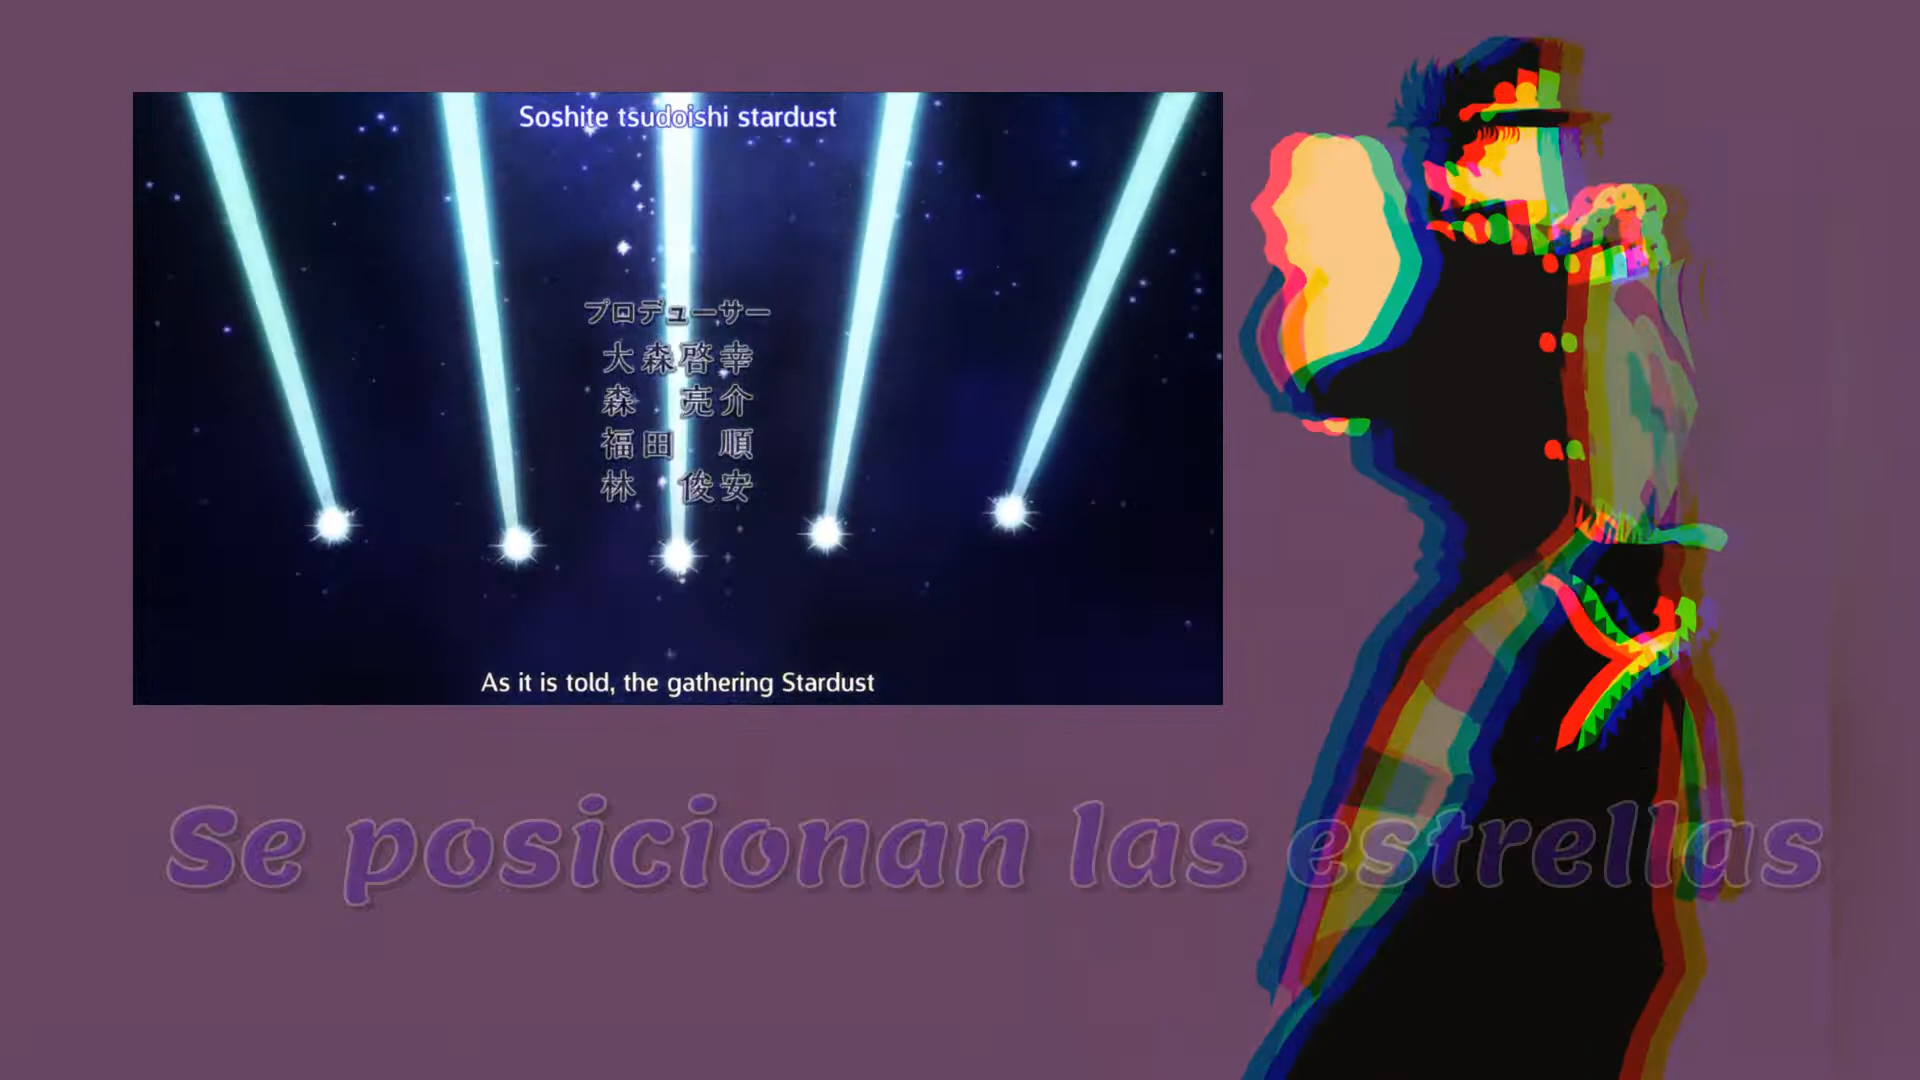 Soshite tsudoishi stardust
プロデューサー
大森啓幸
森 亮介
福田 順
林 俊安
As it is told, the gathering Stardust
Se posicionan las estrellas